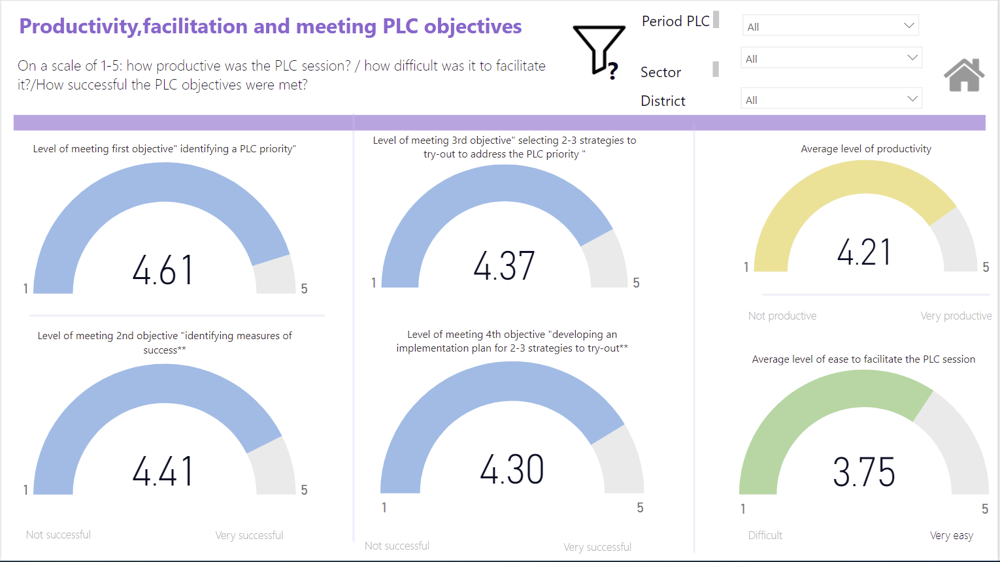 Productivity,facilitation and meeting PLC objectives
On a scale of 1-5: how productive was the PLC session? / how difficult was it to facilitate
it?/How successful the PLC objectives were met?
?
Period PLC
All
All
Sector
District
All
Level of meeting first objective" identifying a PLC priority"
4.61
1
5
Level of meeting 2nd objective "identifying measures of
success**
4.41
1
5
Not successful
Very successful
Level of meeting 3rd objective" selecting 2-3 strategies to
try-out to address the PLC priority "
4.37
1
5
Level of meeting 4th objective "developing an
implementation plan for 2-3 strategies to try-out**
4.30
1
5
Not successful
Very successful
Average level of productivity
4.21
1
5
Not productive
Very productive
Average level of ease to facilitate the PLC session
3.75
1
5
Difficult
Very easy